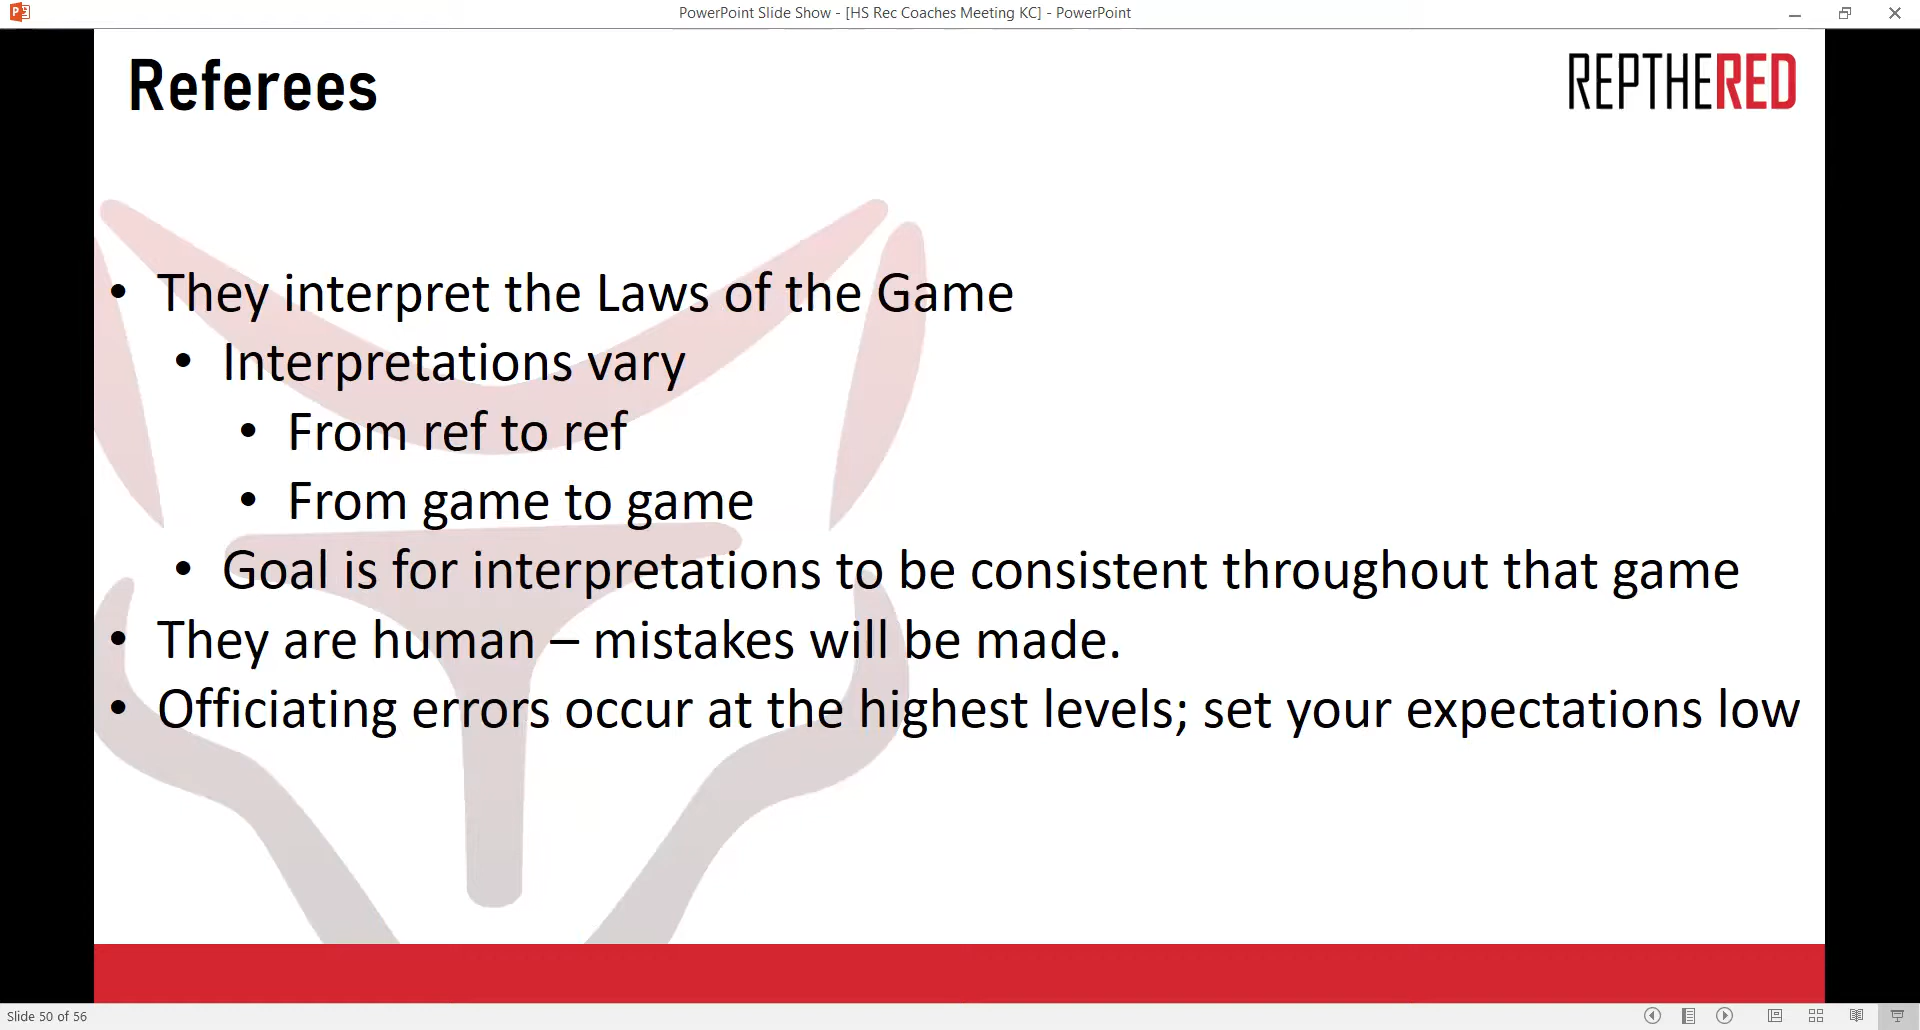 PowerPoint Slide Show - [HS Rec Coaches Meeting KC] - PowerPoint
Referees
REPTHERED
• They interpret the Laws of the Game
• Interpretations vary
• From ref to ref
• From game to game
• Goal is for interpretations to be consistent throughout that game
• They are human – mistakes will be made.
• Officiating errors occur at the highest levels; set your expectations low
Slide 50 of 56